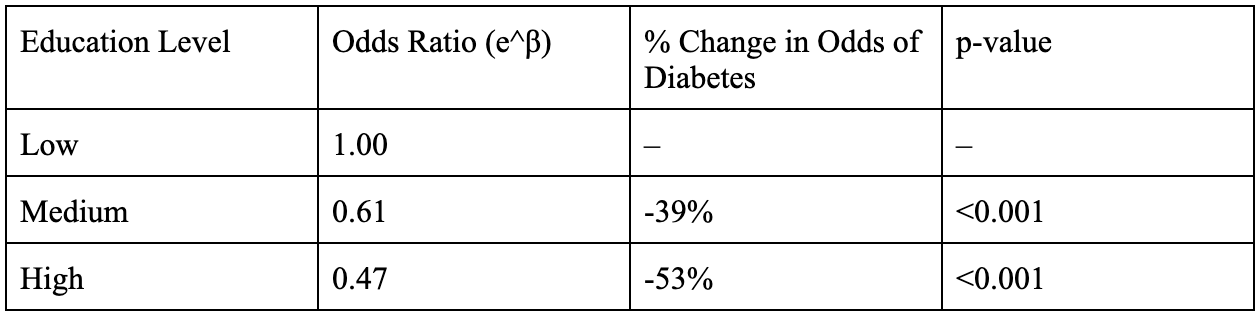 Education Level
Odds Ratio (e^β)
% Change in Odds of
Diabetes
p-value
Low
1.00
–
–
Medium
0.61
-39%
<0.001
High
0.47
-53%
<0.001